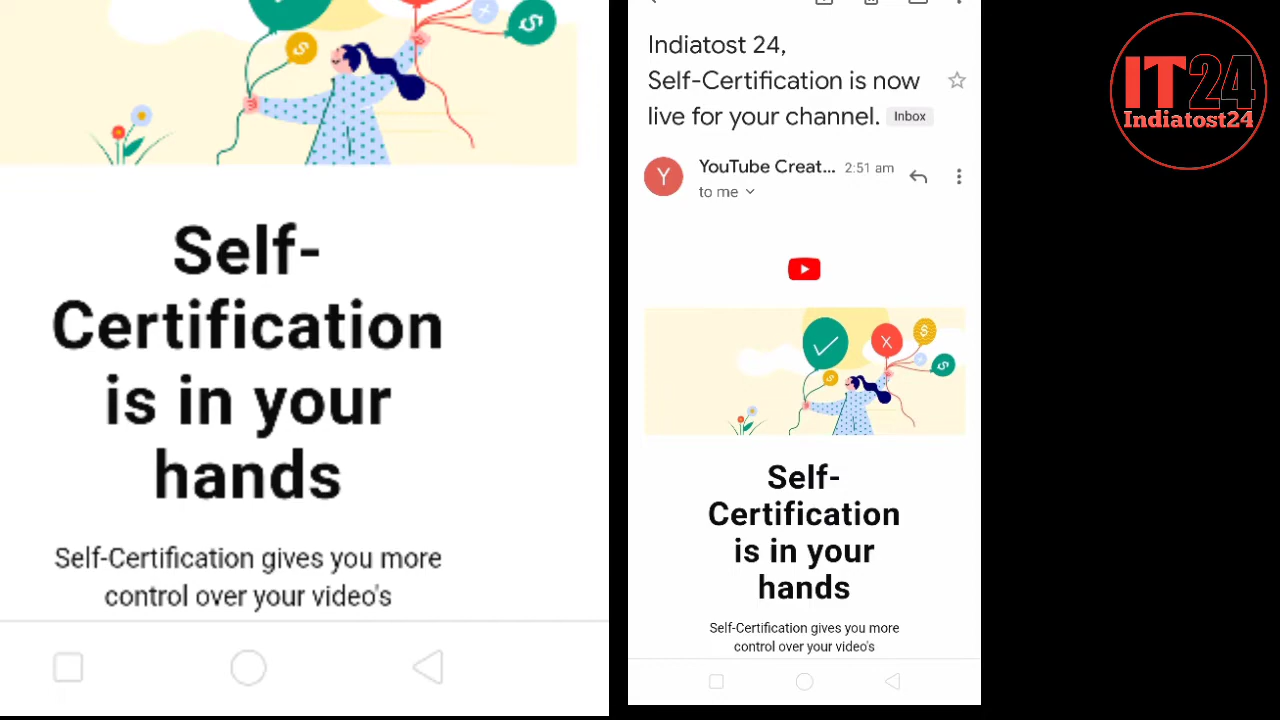 Self-
Certification
is in your
hands
Self-Certification gives you more
control over your video's
Indiatost 24,
Self-Certification is now
live for your channel. Inbox
Y
YouTube Creat... 2:51 am
to me
Self-
Certification
is in your
hands
Self-Certification gives you more
control over your video's
IT24
Indiatost24